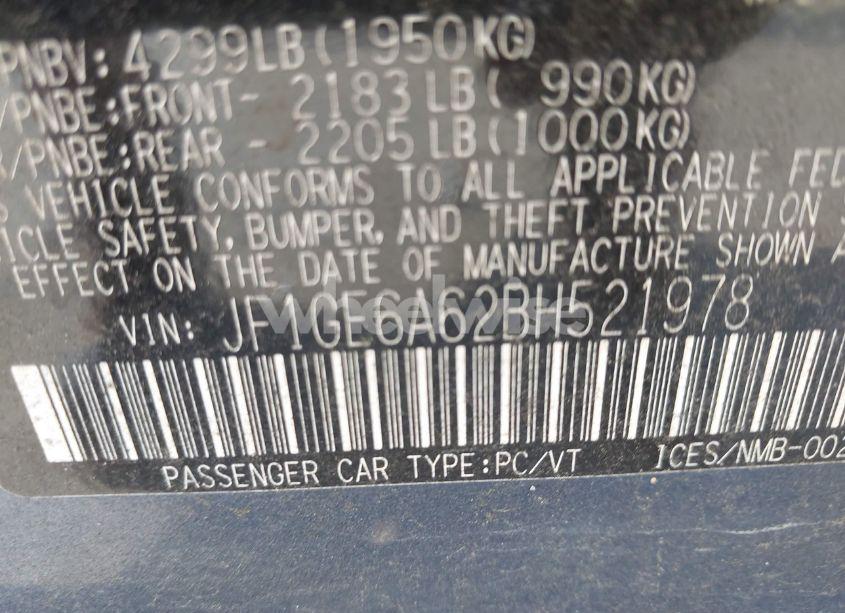 PNBV: 4299LB(1950KG)
/PNBE:FRONT- 2183LB( 990KG)
/PNBE:REAR - 2205LB(1000KG)
VEHICLE CONFORMS TO ALL APPLICABLE
SAFETY, BUMPER, AND THEFT PREVENTION
EFFECT ON THE DATE OF MANUFACTURE SHOWN
VIN: JF1GE6A62BH521978
wheelwise
PASSENGER CAR TYPE:PC/VT ICES/NMB-002